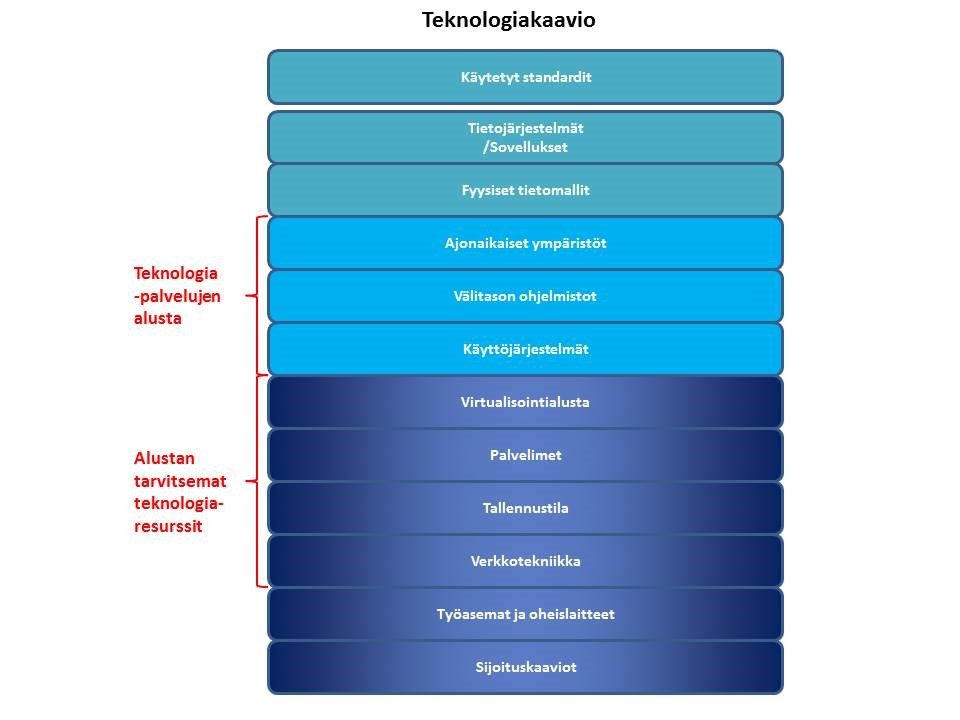 Teknologiakaavio
Käytetyt standardit
Tietojärjestelmät
/Sovellukset
Fyysiset tietomallit
Ajonaikaiset ympäristöt
Teknologia
-palvelujen
alusta
Välitason ohjelmistot
Käyttöjärjestelmät
Virtualisointialusta
Palvelimet
Alustan
tarvitsemat
teknologia-
resurssit
Tallennustila
Verkkotekniikka
Työasemat ja oheislaitteet
Sijoituskaaviot